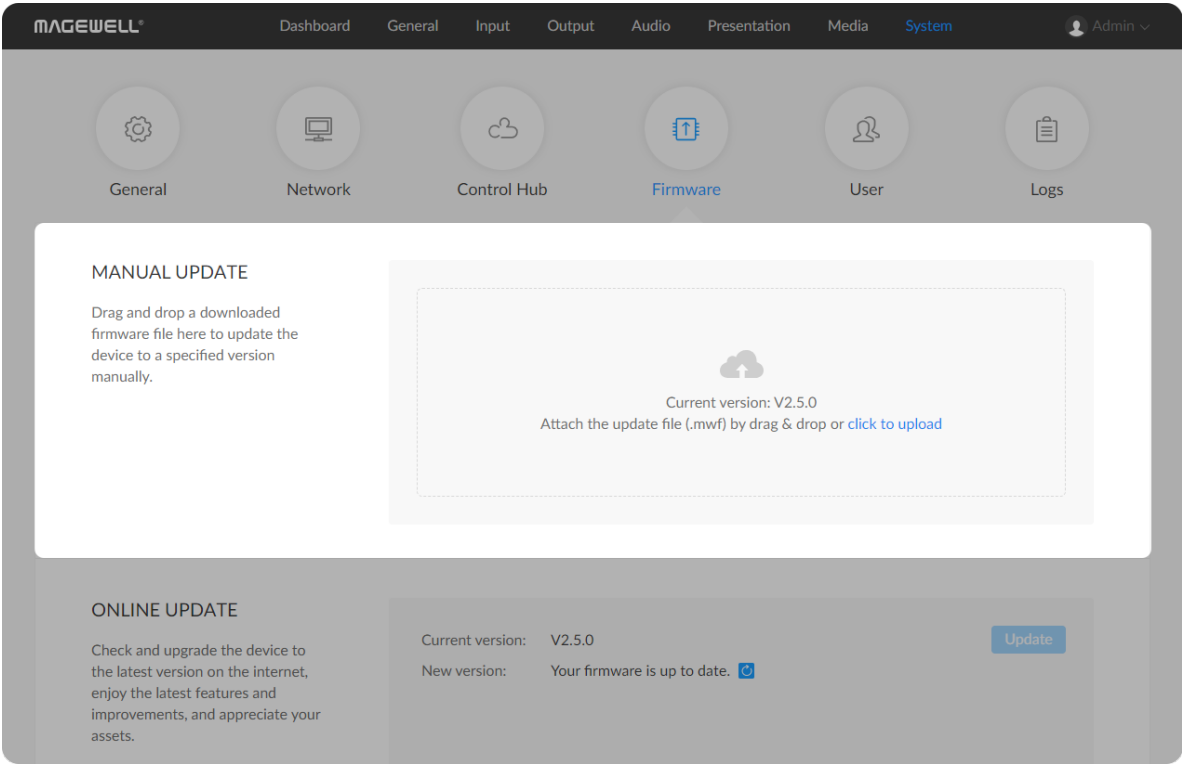 MAGEWELL®
Dashboard General Input Output Audio Presentation Media System Admin
General Network Control Hub Firmware User Logs
MANUAL UPDATE
Drag and drop a downloaded
firmware file here to update the
device to a specified version
manually.
Current version: V2.5.0
Attach the update file (.mwf) by drag & drop or click to upload
ONLINE UPDATE
Check and upgrade the device to
the latest version on the internet,
enjoy the latest features and
improvements, and appreciate your
assets.
Current version: V2.5.0
Update
New version: Your firmware is up to date.